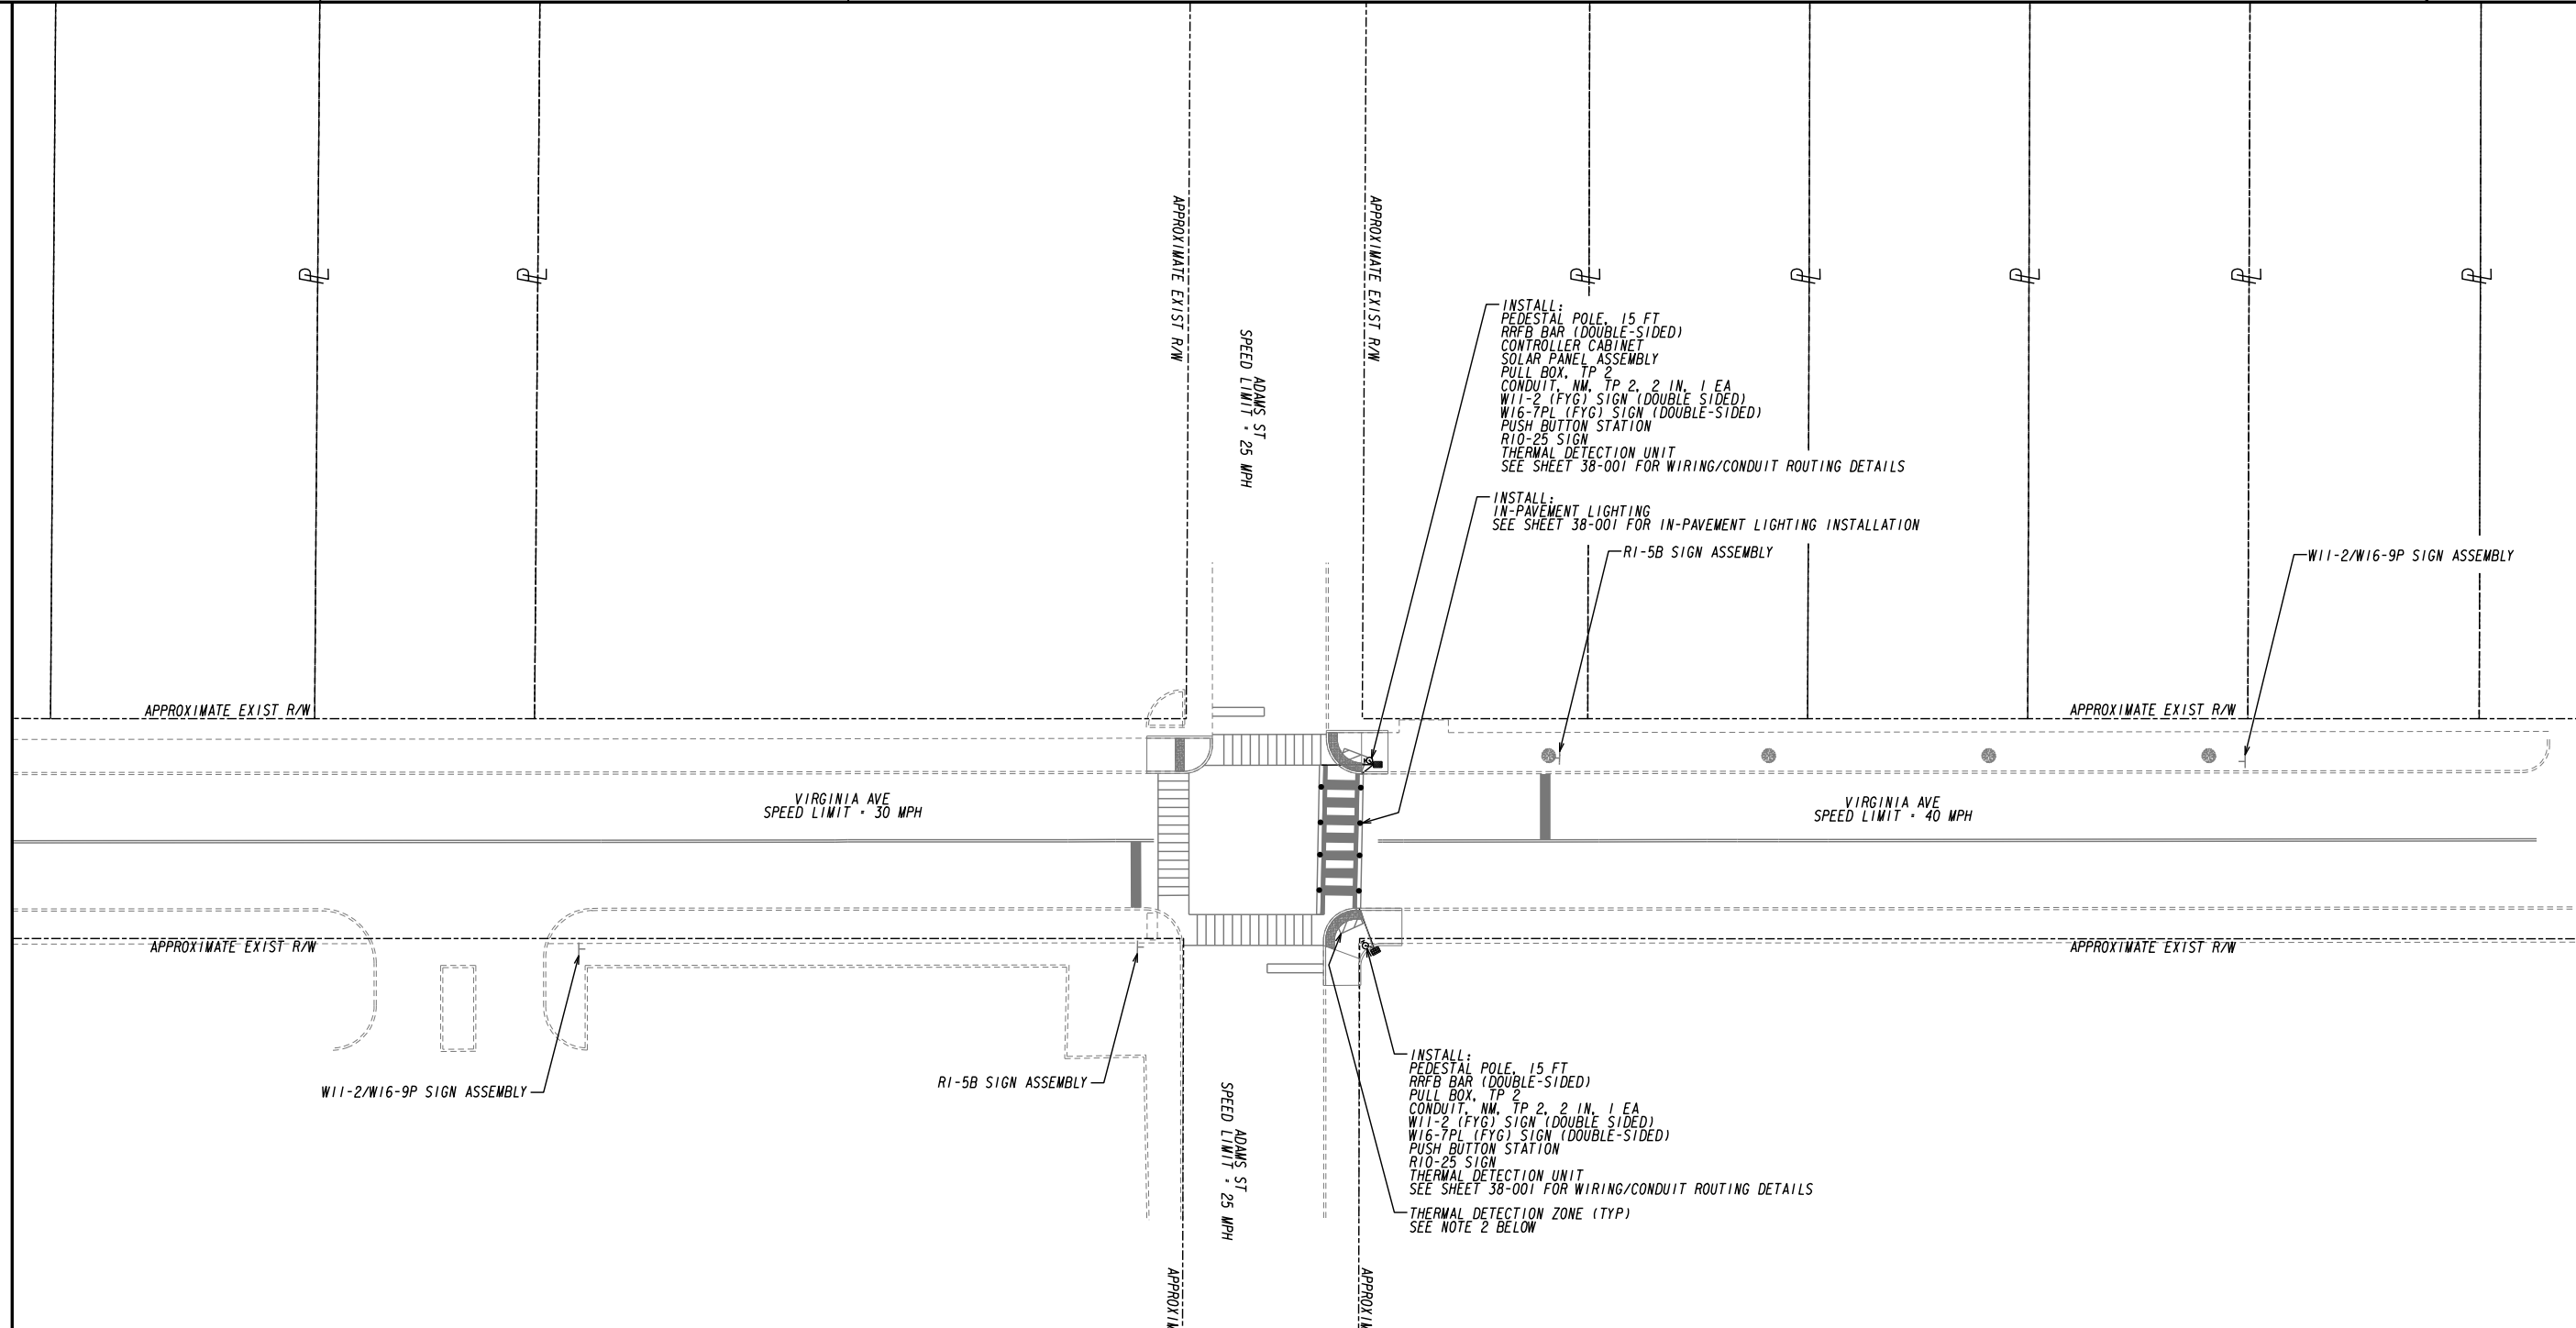 APPROXIMATE EXIST R/W
APPROXIMATE EXIST R/W
PL
PL
PL
PL
PL
PL
PL
ADAMS ST
SPEED LIMIT = 25 MPH
INSTALL:
PEDESTAL POLE, 15 FT
RRFB BAR (DOUBLE-SIDED)
CONTROLLER CABINET
SOLAR PANEL ASSEMBLY
PULL BOX, TP 2
CONDUIT, NM, TP 2, 2 IN, 1 EA
W11-2 (FYG) SIGN (DOUBLE SIDED)
W16-7PL (FYG) SIGN (DOUBLE-SIDED)
PUSH BUTTON STATION
R10-25 SIGN
THERMAL DETECTION UNIT
SEE SHEET 38-001 FOR WIRING/CONDUIT ROUTING DETAILS
INSTALL:
IN-PAVEMENT LIGHTING
SEE SHEET 38-001 FOR IN-PAVEMENT LIGHTING INSTALLATION
R1-5B SIGN ASSEMBLY
W11-2/W16-9P SIGN ASSEMBLY
APPROXIMATE EXIST R/W
APPROXIMATE EXIST R/W
VIRGINIA AVE
SPEED LIMIT = 30 MPH
VIRGINIA AVE
SPEED LIMIT = 40 MPH
APPROXIMATE EXIST R/W
APPROXIMATE EXIST R/W
W11-2/W16-9P SIGN ASSEMBLY
R1-5B SIGN ASSEMBLY
INSTALL:
PEDESTAL POLE, 15 FT
RRFB BAR (DOUBLE-SIDED)
PULL BOX, TP 2
CONDUIT, NM, TP 2, 2 IN, 1 EA
W11-2 (FYG) SIGN (DOUBLE SIDED)
W16-7PL (FYG) SIGN (DOUBLE-SIDED)
PUSH BUTTON STATION
R10-25 SIGN
THERMAL DETECTION UNIT
SEE SHEET 38-001 FOR WIRING/CONDUIT ROUTING DETAILS
THERMAL DETECTION ZONE (TYP)
SEE NOTE 2 BELOW
ADAMS ST
SPEED LIMIT = 25 MPH